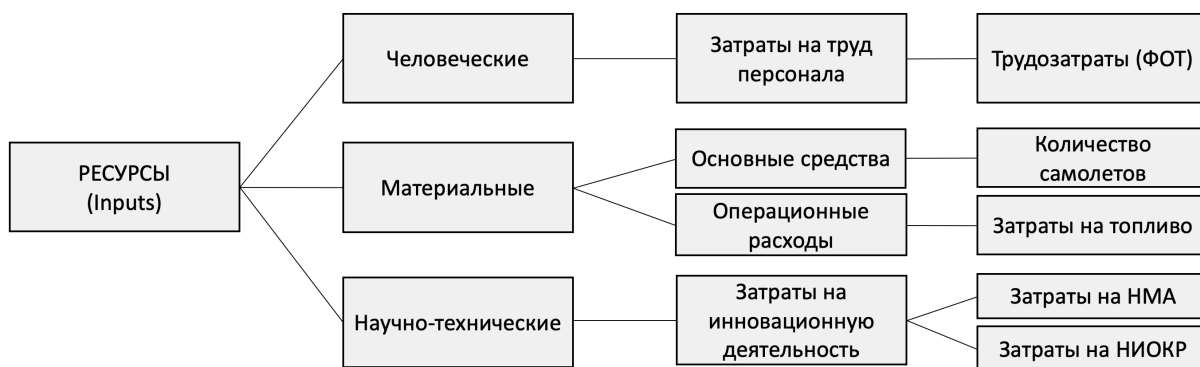 РЕСУРСЫ
(Inputs)
Человеческие
Затраты на труд
персонала
Трудозатраты (ФОТ)
Материальные
Основные средства
Количество
самолетов
Операционные
расходы
Затраты на топливо
Научно-технические
Затраты на
инновационную
деятельность
Затраты на НМА
Затраты на НИОКР